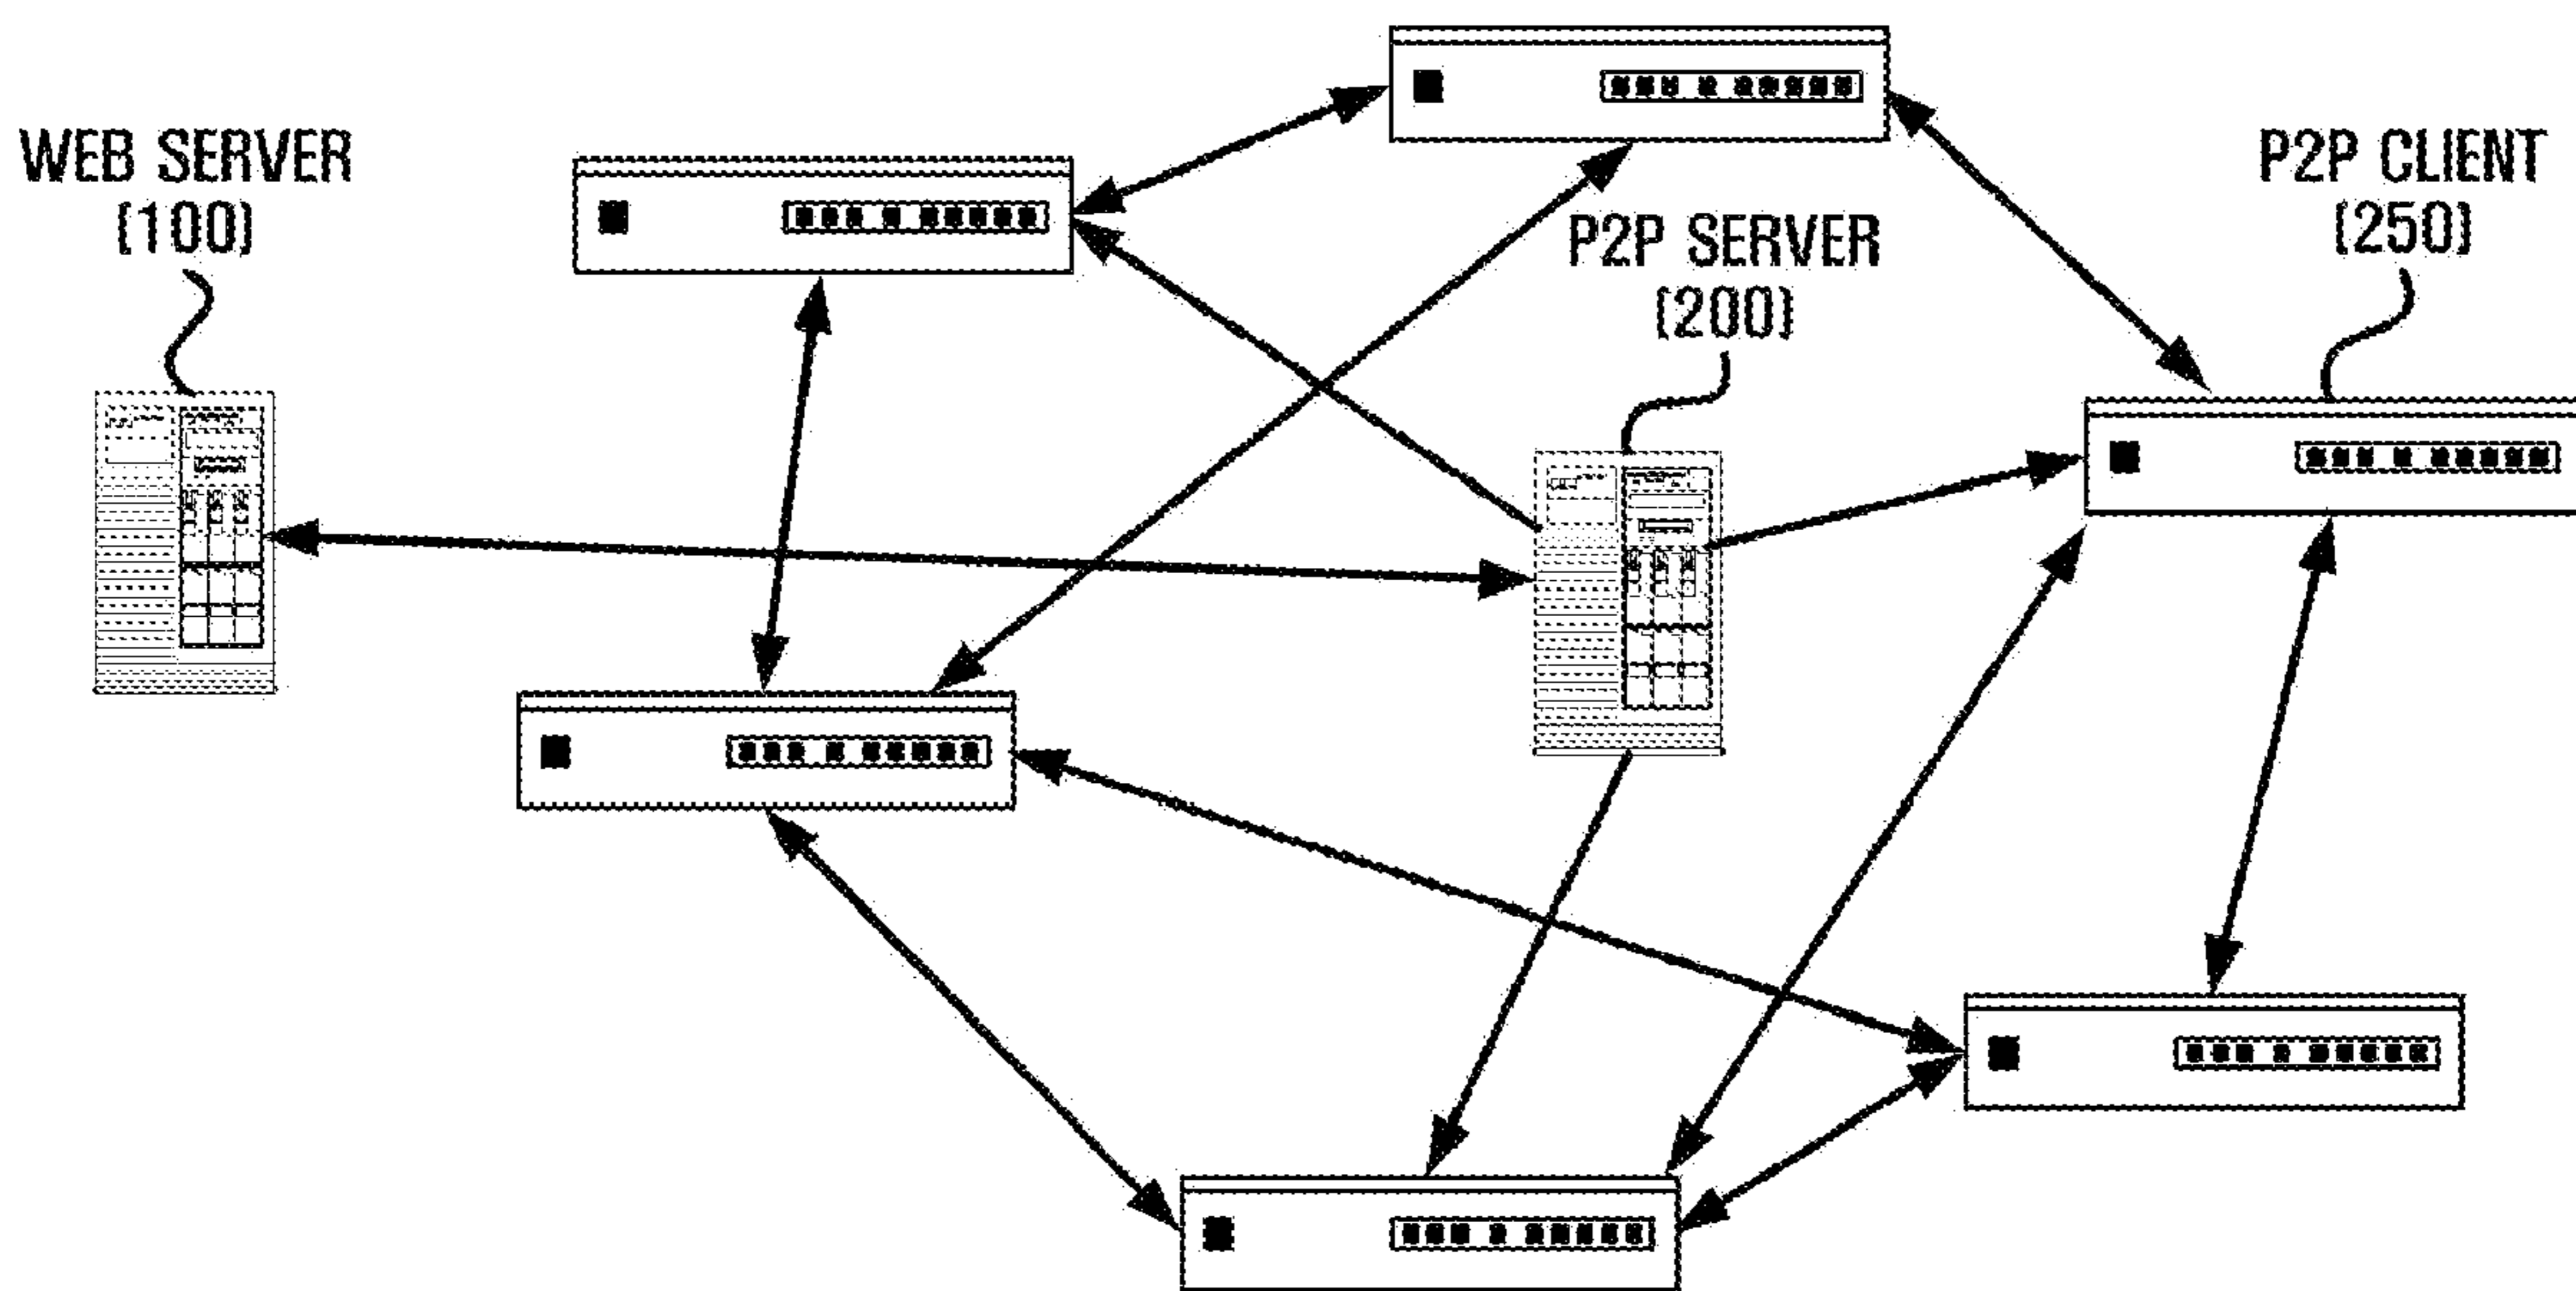 WEB SERVER
(100)
P2P SERVER
(200)
P2P CLIENT
(250)